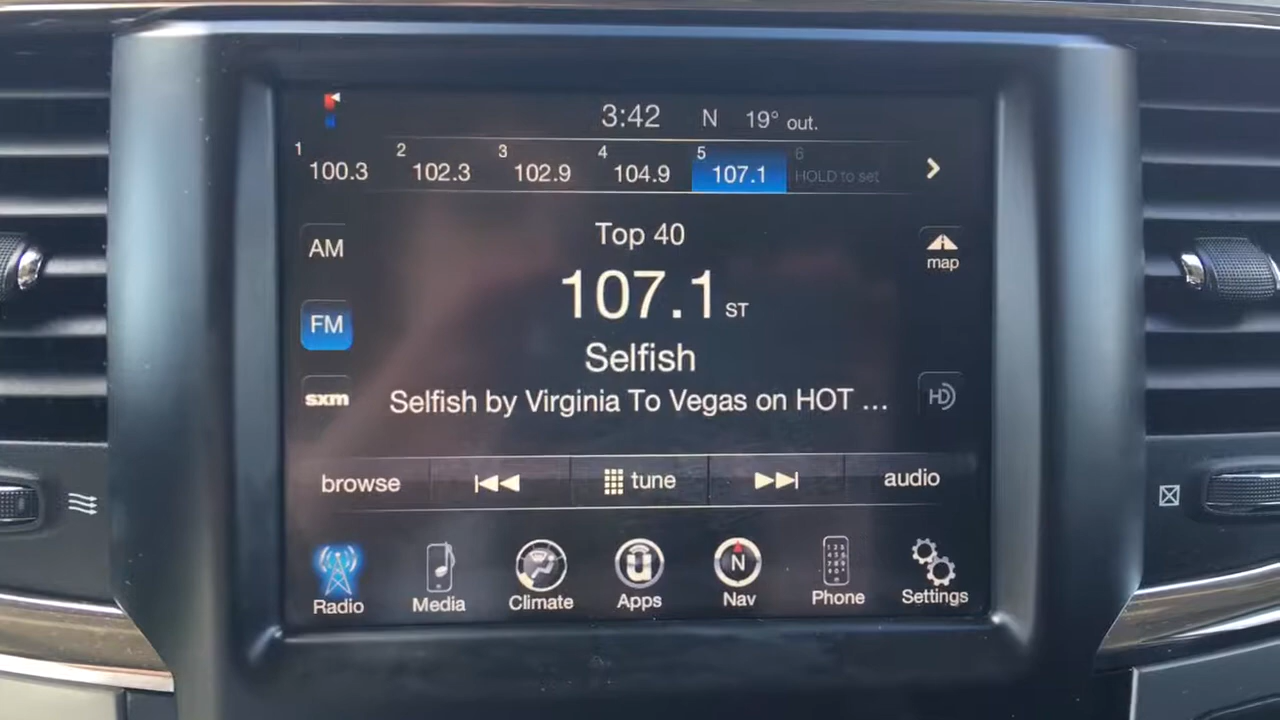 3:42 N 19° out.
1 100.3 2 102.3 3 102.9 4 104.9 5 107.1 6 HOLD to set
Top 40
AM
map
107.1 ST
FM
Selfish
sxm Selfish by Virginia To Vegas on HOT ... HD
browse tune audio
Radio Media Climate Apps N Nav Phone Settings